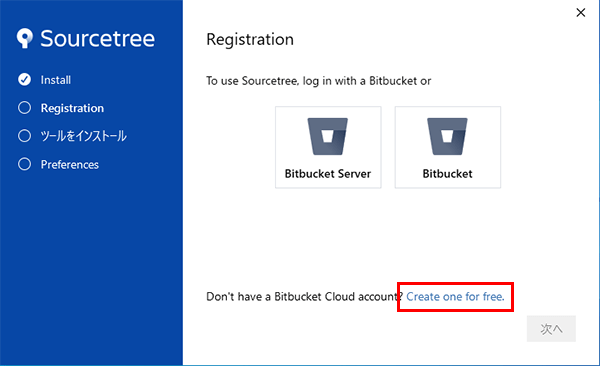 Sourcetree
Install
Registration
ツールをインストール
Preferences
Registration
To use Sourcetree, log in with a Bitbucket or
Bitbucket Server
Bitbucket
Don't have a Bitbucket Cloud account? Create one for free.
次へ